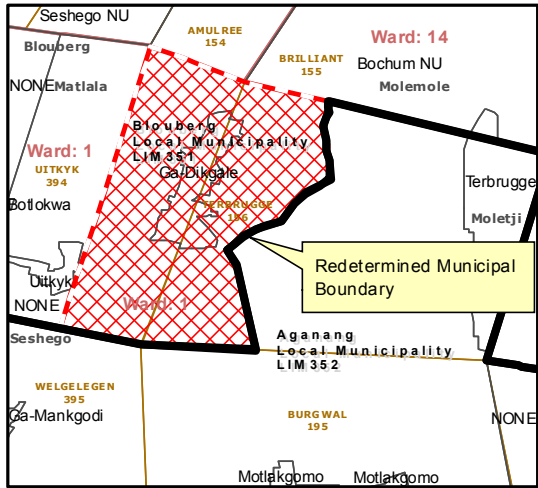 Seshego NU
AMULREE
154
Ward: 14
Blouberg
BRILLIANT
155
Bochum NU
NONE
Matlala
Molemole
Blouberg
Local Municipality
LIM351
Ward: 1
UITKYK
394
Ga-Dikgale
Terbrugge
Botlokwa
TERBRUGGE
196
Moletji
Redetermined Municipal
Boundary
Uitkyk
NONE
Ward: 1
Seshego
Aganang
Local Municipality
LIM352
WELGELEGEN
395
Ga-Mankgodi
BURGWAL
195
NONE
Motlakgomo
Motlakgomo